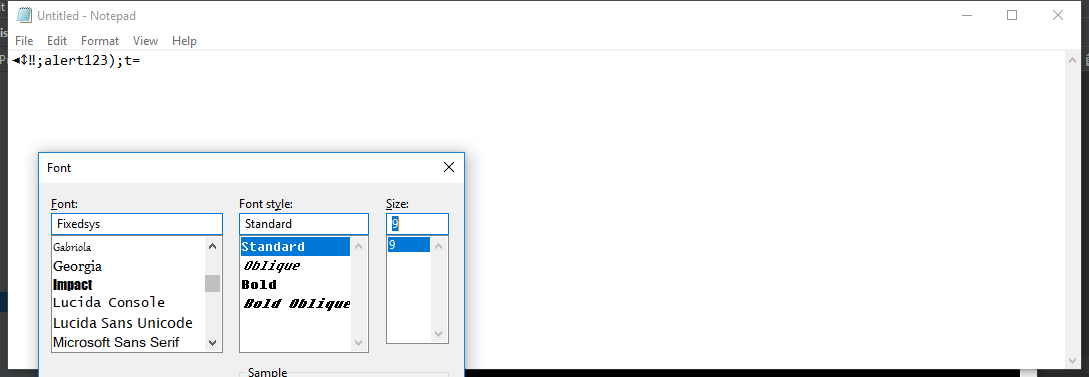 Untitled - Notepad
File Edit Format View Help
◄↕‼;alert123);t=
Font
Font: Font style: Size:
Fixedsys Standard 9
Gabriola Standard 9
Georgia Oblique
Impact Bold
Lucida Console Bold Oblique
Lucida Sans Unicode
Microsoft Sans Serif
Sample